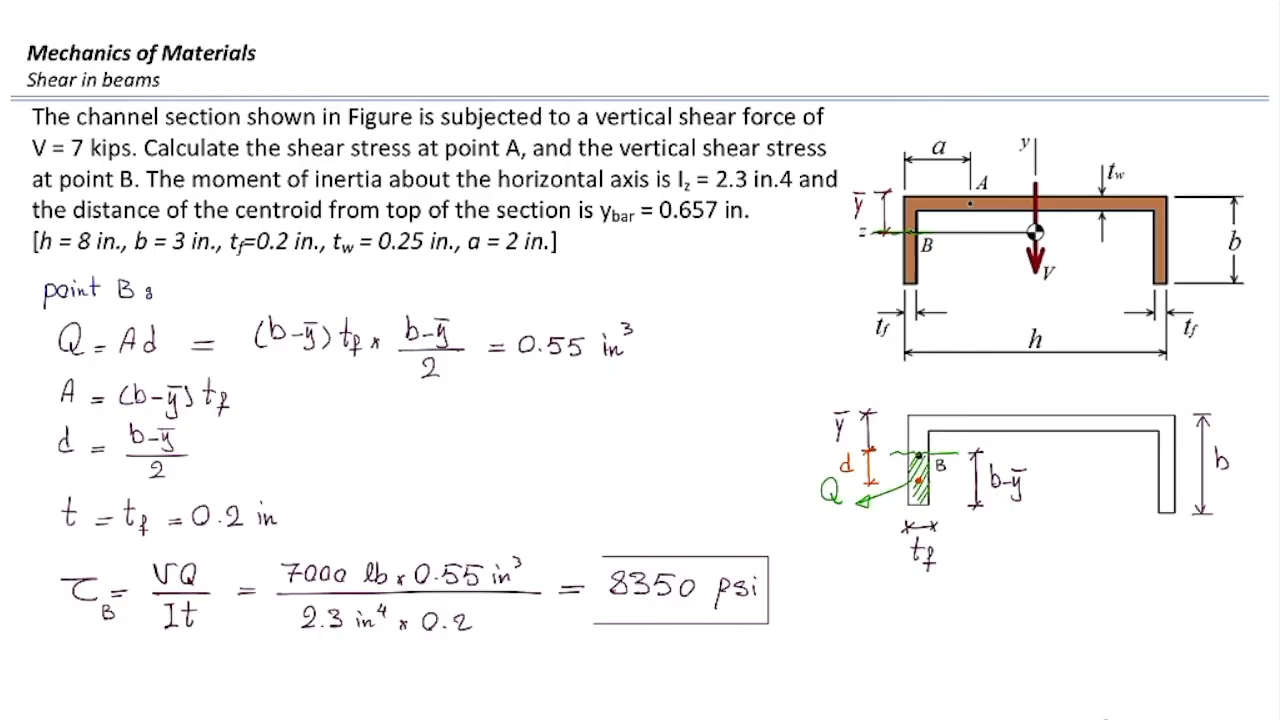 Mechanics of Materials
Shear in beams
The channel section shown in Figure is subjected to a vertical shear force of
V = 7 kips. Calculate the shear stress at point A, and the vertical shear stress
at point B. The moment of inertia about the horizontal axis is Iz = 2.3 in.4 and
the distance of the centroid from top of the section is ybar = 0.657 in.
[h = 8 in., b = 3 in., tf=0.2 in., tw = 0.25 in., a = 2 in.]
a
y
A
tw
ȳ
z
B
b
V
tf
tf
h
point B :
Q = Ad = (b-ȳ) tf × (b-ȳ)/2 = 0.55 in³
A = (b-ȳ) tf
d = (b-ȳ)/2
t = tf = 0.2 in
τB = VQ/It = 7000 lb × 0.55 in³ / 2.3 in⁴ × 0.2 = 8350 psi
ȳ
d
B
Q
b-ȳ
b
tf